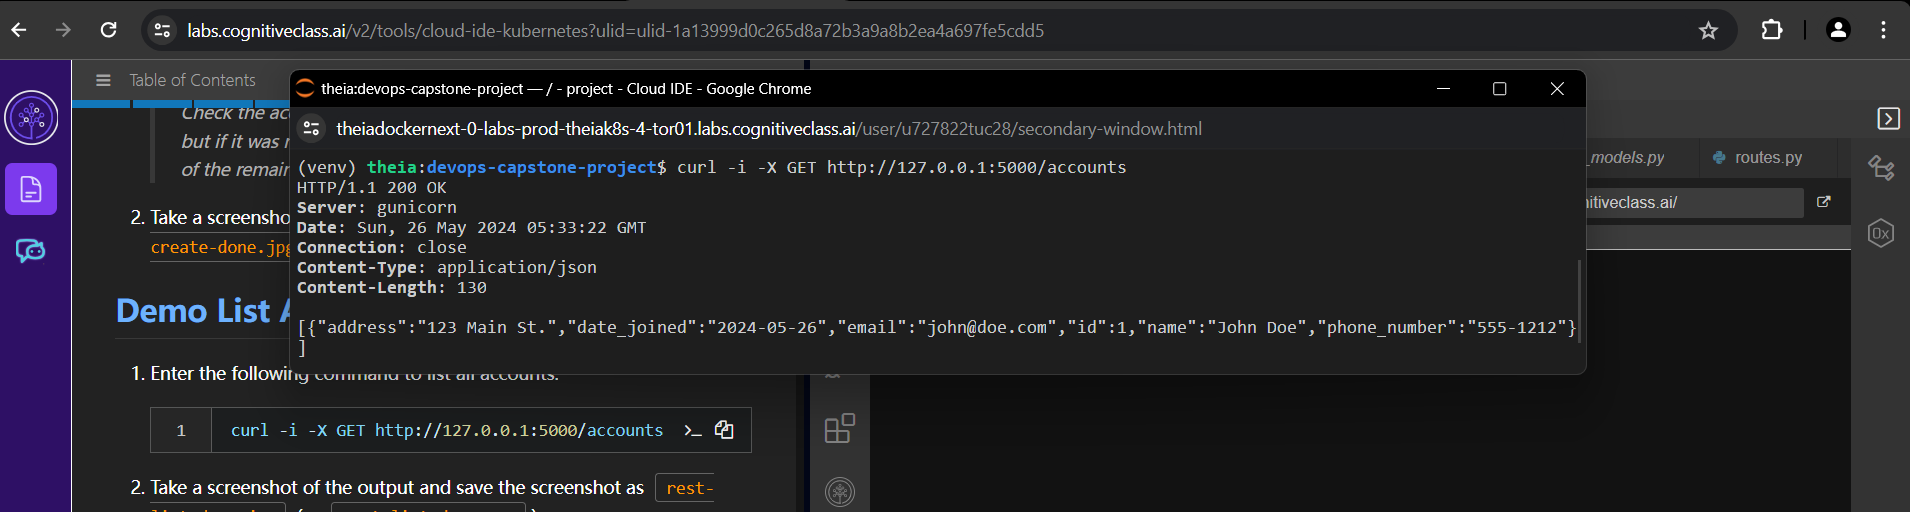 labs.cognitiveclass.ai/v2/tools/cloud-ide-kubernetes?ulid=ulid-1a13999d0c265d8a72b3a9a8b2ea4a697fe5cdd5
Table of Contents
Check the acc
but if it was
of the remain
2. Take a screensho
create-done.jpg
Demo List
1. Enter the following command to list all accounts.
1 curl -i -X GET http://127.0.0.1:5000/accounts
2. Take a screenshot of the output and save the screenshot as rest-
theia:devops-capstone-project — / - project - Cloud IDE - Google Chrome
theiadockernext-0-labs-prod-theiak8s-4-tor01.labs.cognitiveclass.ai/user/u727822tuc28/secondary-window.html
(venv) theia:devops-capstone-project$ curl -i -X GET http://127.0.0.1:5000/accounts
HTTP/1.1 200 OK
Server: gunicorn
Date: Sun, 26 May 2024 05:33:22 GMT
Connection: close
Content-Type: application/json
Content-Length: 130
[{"address":"123 Main St.","date_joined":"2024-05-26","email":"john@doe.com","id":1,"name":"John Doe","phone_number":"555-1212"}
]
_models.py
routes.py
nitiveclass.ai/
0x